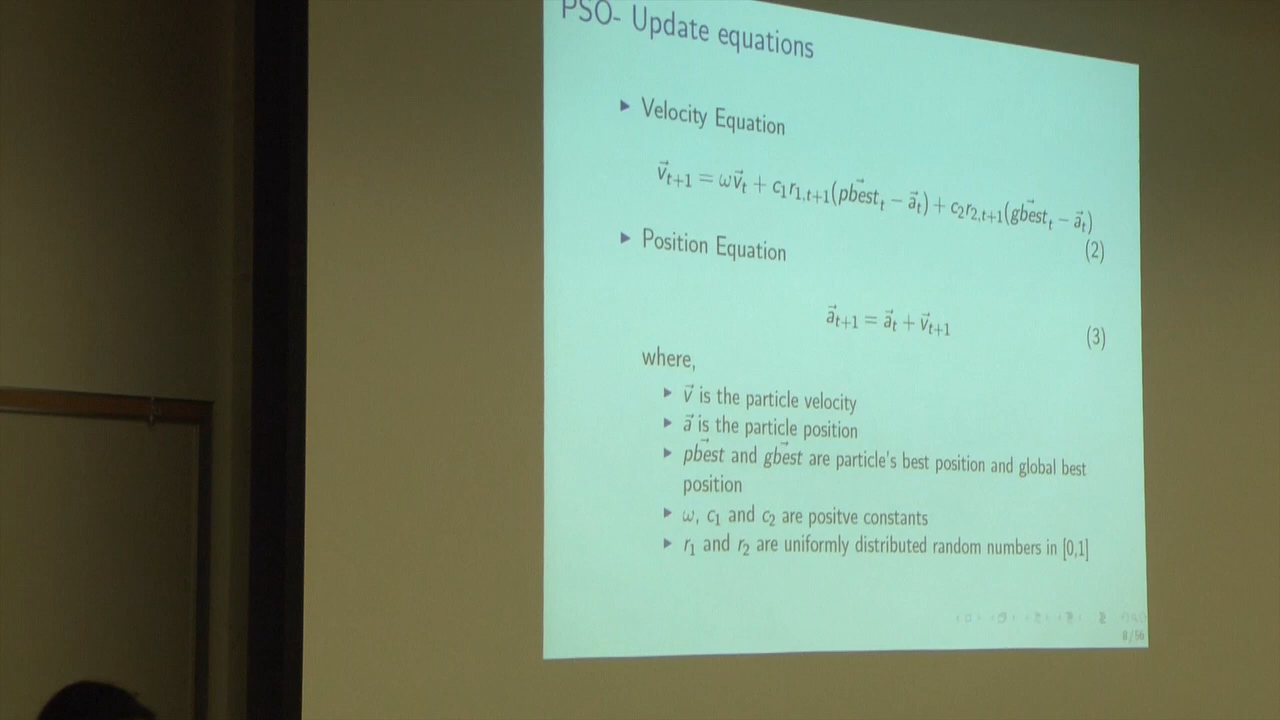 PSO- Update equations
▶ Velocity Equation
v⃗ₜ₊₁ = ωv⃗ₜ + c₁r₁,ₜ₊₁(pbest⃗ₜ − a⃗ₜ) + c₂r₂,ₜ₊₁(gbest⃗ₜ − a⃗ₜ)
(2)
▶ Position Equation
a⃗ₜ₊₁ = a⃗ₜ + v⃗ₜ₊₁ (3)
where,
▶ v⃗ is the particle velocity
▶ a⃗ is the particle position
▶ pbest⃗ and gbest⃗ are particle's best position and global best
position
▶ ω, c₁ and c₂ are positve constants
▶ r₁ and r₂ are uniformly distributed random numbers in [0,1]
8/56